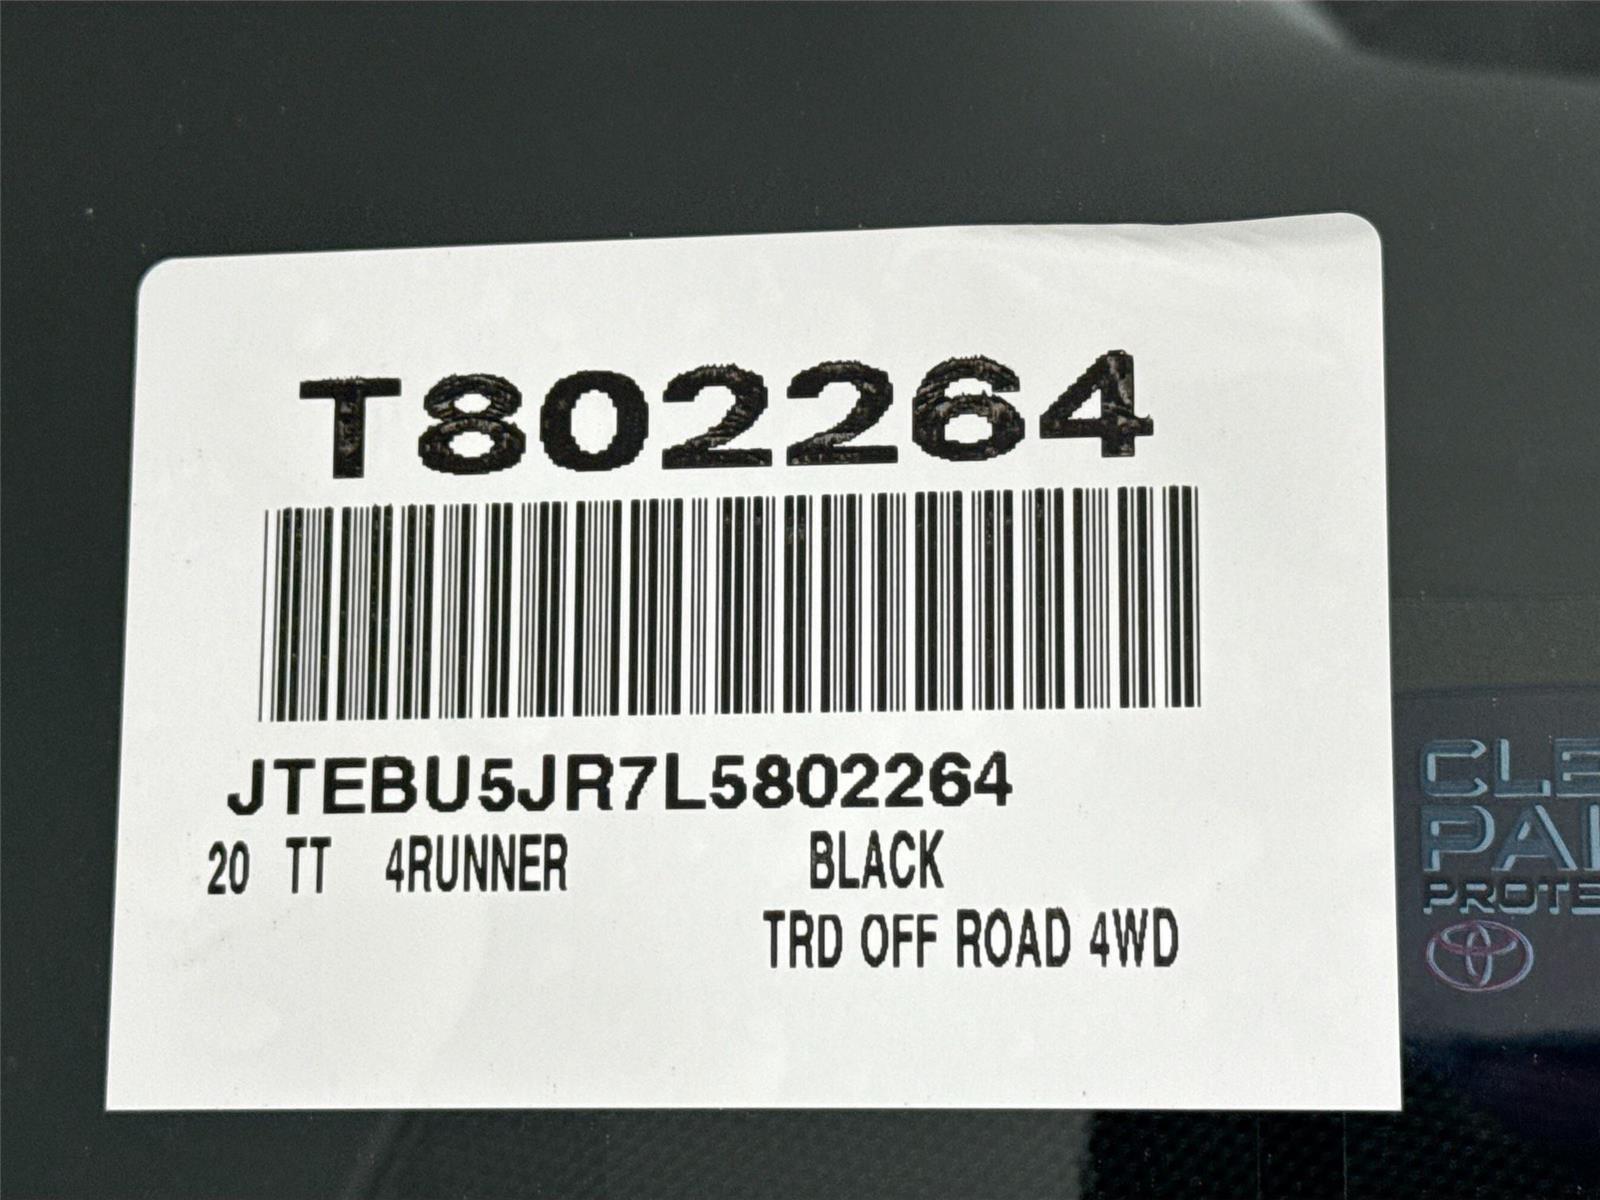 T802264
JTEBU5JR7L5802264
20 TT 4RUNNER BLACK
TRD OFF ROAD 4WD